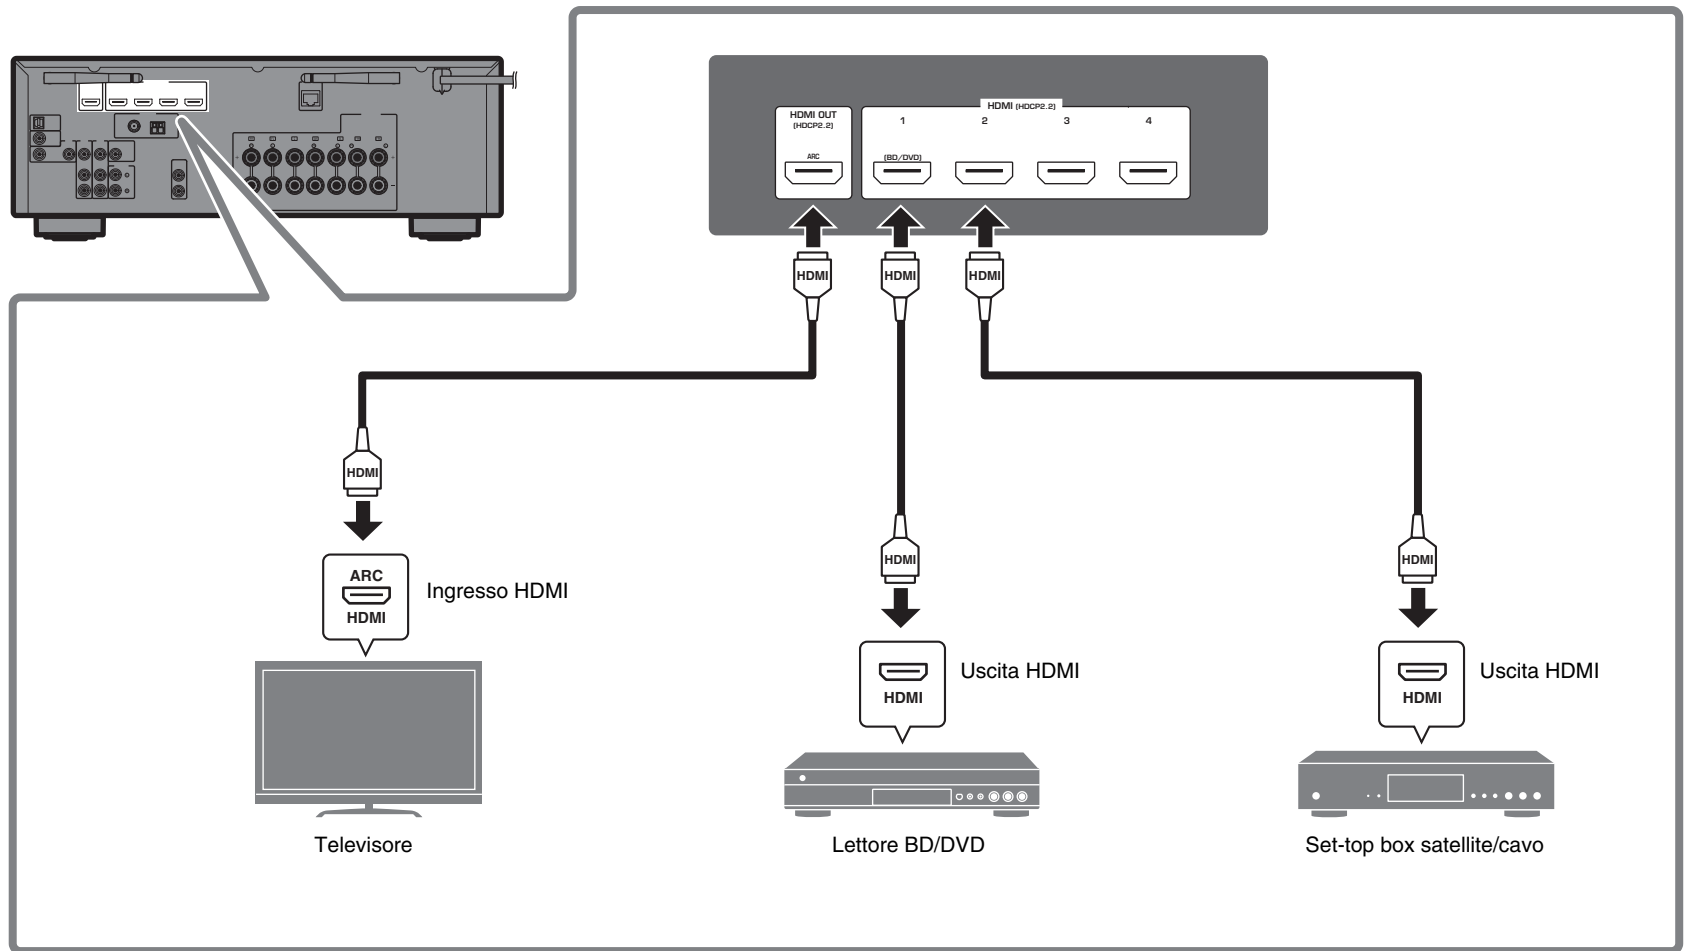 HDMI (HDCP2.2)
HDMI OUT
(HDCP2.2)
1
2
3
4
ARC
(BD/DVD)
HDMI
HDMI
HDMI
HDMI
HDMI
HDMI
ARC
HDMI
Ingresso HDMI
HDMI
Uscita HDMI
HDMI
Uscita HDMI
Televisore
Lettore BD/DVD
Set-top box satellite/cavo